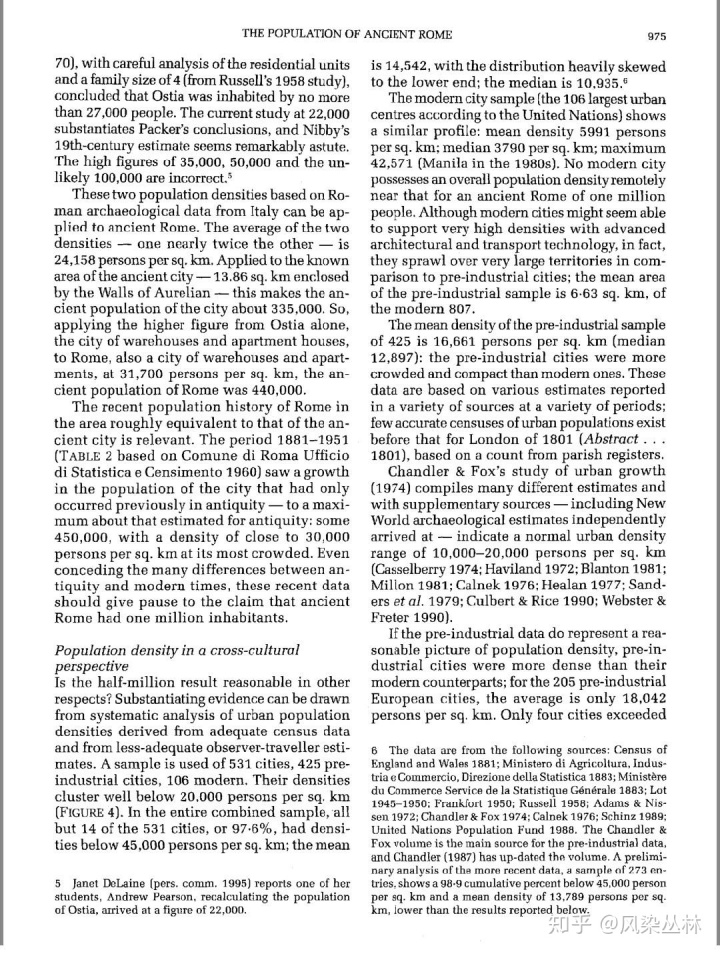 THE POPULATION OF ANCIENT ROME
975
70), with careful analysis of the residential units
and a family size of 4 (from Russell's 1958 study),
concluded that Ostia was inhabited by no more
than 27,000 people. The current study at 22,000
substantiates Packer's conclusions, and Nibby's
19th-century estimate seems remarkably astute.
The high figures of 35,000, 50,000 and the un-
likely 100,000 are incorrect.⁵
These two population densities based on Ro-
man archaeological data from Italy can be ap-
plied to ancient Rome. The average of the two
densities — one nearly twice the other — is
24,158 persons per sq. km. Applied to the known
area of the ancient city — 13.86 sq. km enclosed
by the Walls of Aurelian — this makes the an-
cient population of the city about 335,000. So,
applying the higher figure from Ostia alone,
the city of warehouses and apartment houses,
to Rome, also a city of warehouses and apart-
ments, at 31,700 persons per sq. km, the an-
cient population of Rome was 440,000.
The recent population history of Rome in
the area roughly equivalent to that of the an-
cient city is relevant. The period 1881–1951
(TABLE 2 based on Comune di Roma Ufficio
di Statistica e Censimento 1960) saw a growth
in the population of the city that had only
occurred previously in antiquity — to a maxi-
mum about that estimated for antiquity: some
450,000, with a density of close to 30,000
persons per sq. km at its most crowded. Even
conceding the many differences between an-
tiquity and modern times, these recent data
should give pause to the claim that ancient
Rome had one million inhabitants.
Population density in a cross-cultural
perspective
Is the half-million result reasonable in other
respects? Substantiating evidence can be drawn
from systematic analysis of urban population
densities derived from adequate census data
and from less-adequate observer-traveller esti-
mates. A sample is used of 531 cities, 425 pre-
industrial cities, 106 modern. Their densities
cluster well below 20,000 persons per sq. km
(FIGURE 4). In the entire combined sample, all
but 14 of the 531 cities, or 97·6%, had densi-
ties below 45,000 persons per sq. km; the mean
5 Janet DeLaine (pers. comm. 1995) reports one of her
students, Andrew Pearson, recalculating the population
of Ostia, arrived at a figure of 22,000.
is 14,542, with the distribution heavily skewed
to the lower end; the median is 10,935.⁶
The modern city sample (the 106 largest urban
centres according to the United Nations) shows
a similar profile: mean density 5991 persons
per sq. km; median 3790 per sq. km; maximum
42,571 (Manila in the 1980s). No modern city
possesses an overall population density remotely
near that for an ancient Rome of one million
people. Although modern cities might seem able
to support very high densities with advanced
architectural and transport technology, in fact,
they sprawl over very large territories in com-
parison to pre-industrial cities; the mean area
of the pre-industrial sample is 6·63 sq. km, of
the modern 807.
The mean density of the pre-industrial sample
of 425 is 16,661 persons per sq. km (median
12,897): the pre-industrial cities were more
crowded and compact than modern ones. These
data are based on various estimates reported
in a variety of sources at a variety of periods;
few accurate censuses of urban populations exist
before that for London of 1801 (Abstract . . .
1801), based on a count from parish registers.
Chandler & Fox's study of urban growth
(1974) compiles many different estimates and
with supplementary sources — including New
World archaeological estimates independently
arrived at — indicate a normal urban density
range of 10,000–20,000 persons per sq. km
(Casselberry 1974; Haviland 1972; Blanton 1981;
Millon 1981; Calnek 1976; Healan 1977; Sand-
ers et al. 1979; Culbert & Rice 1990; Webster &
Freter 1990).
If the pre-industrial data do represent a rea-
sonable picture of population density, pre-in-
dustrial cities were more dense than their
modern counterparts; for the 205 pre-industrial
European cities, the average is only 18,042
persons per sq. km. Only four cities exceeded
6 The data are from the following sources: Census of
England and Wales 1881; Ministero di Agricoltura, Indus-
tria e Commercio, Direzione della Statistica 1883; Ministère
du Commerce Service de la Statistique Générale 1883; Lot
1945–1950; Frankfort 1950; Russell 1958; Adams & Nis-
sen 1972; Chandler & Fox 1974; Calnek 1976; Schinz 1989;
United Nations Population Fund 1988. The Chandler &
Fox volume is the main source for the pre-industrial data,
and Chandler (1987) has up-dated the volume. A prelimi-
nary analysis of the more recent data, a sample of 273 en-
tries, shows a 98·9 cumulative percent below 45,000 person
per sq. km and a mean density of 13,789 persons per sq.
km, lower than the results reported below.
知乎 @风染丛林